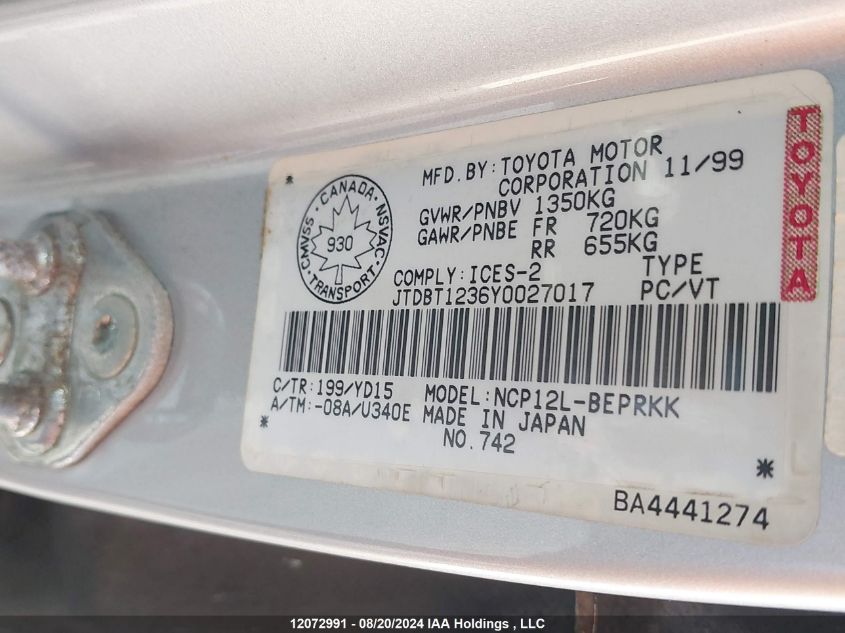 MFD.BY:TOYOTA MOTOR
CORPORATION 11/99
GVWR/PNBV 1350KG
GAWR/PNBE FR 720KG
RR 655KG
COMPLY:ICES-2 TYPE
JTDBT1236Y0027017 PC/VT
CANADA
CMVSS · NSVAC
930
TRANSPORT
TOYOTA
C/TR:199/YD15 MODEL:NCP12L-BEPRKK
A/TM:-08A/U340E MADE IN JAPAN
NO.742
BA4441274
12072991 - 08/20/2024 IAA Holdings , LLC